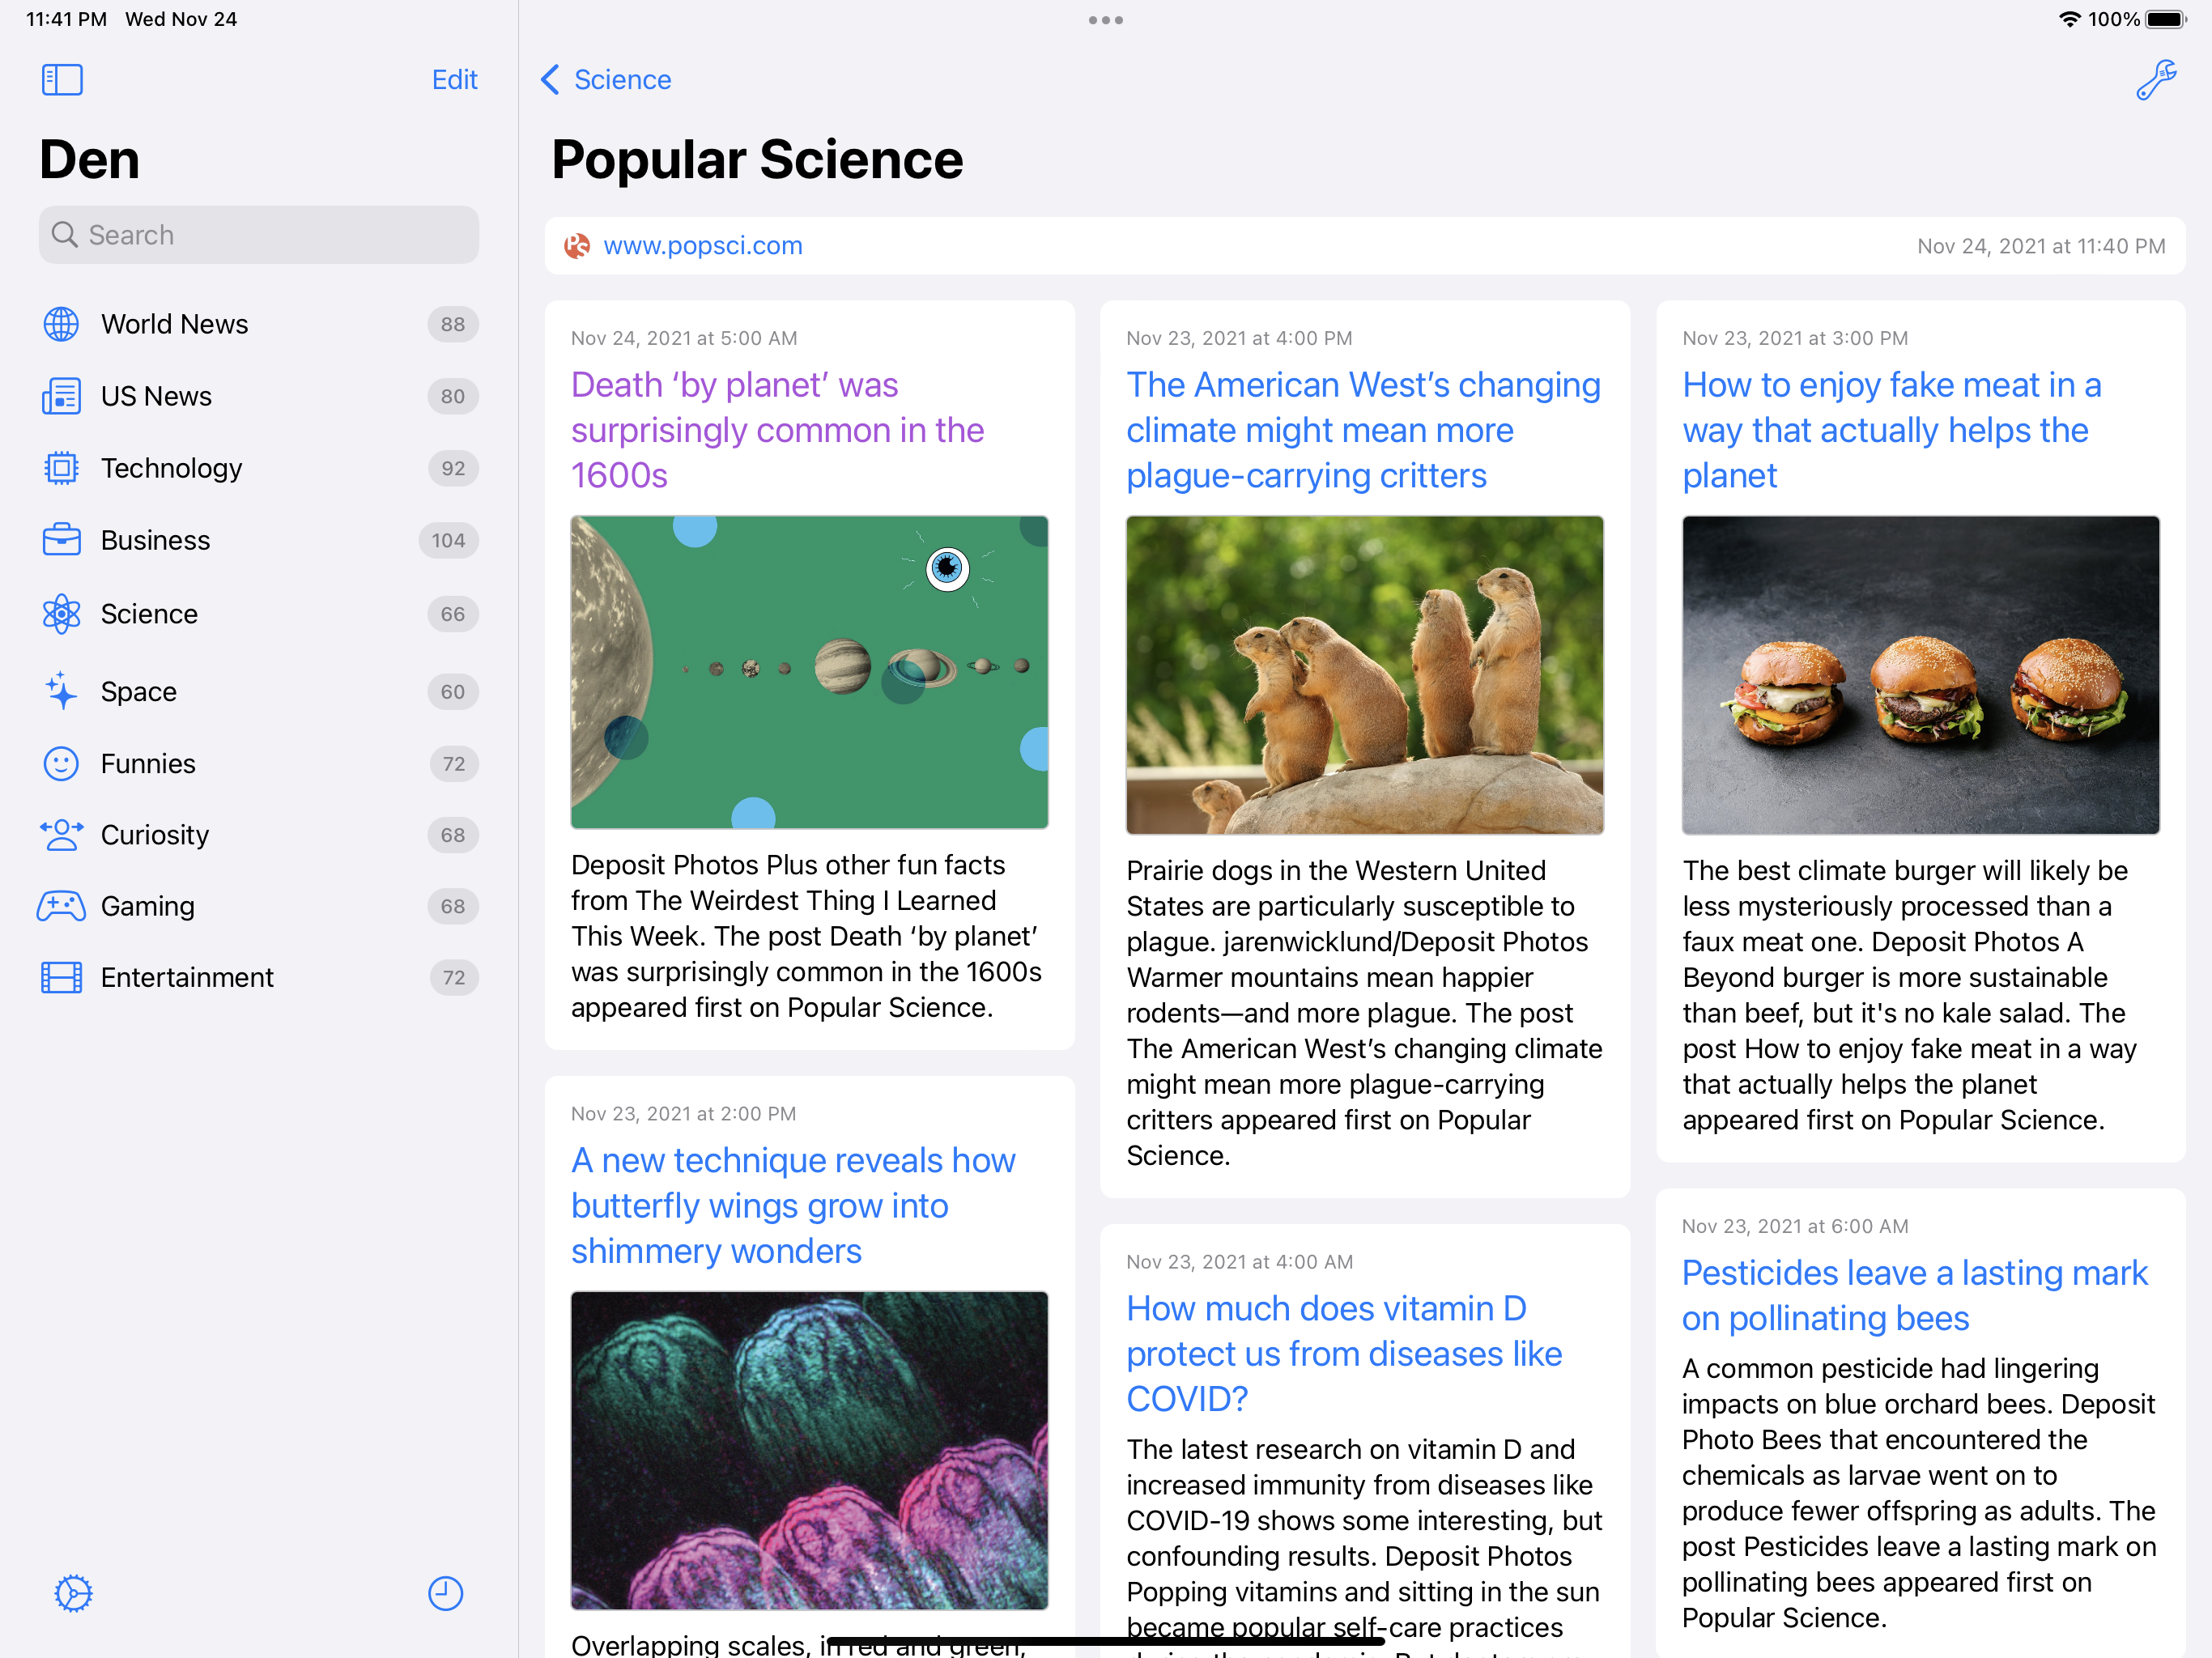 11:41 PM Wed Nov 24
100%
Edit
Den
Search
World News 88
US News 80
Technology 92
Business 104
Science 66
Space 60
Funnies 72
Curiosity 68
Gaming 68
Entertainment 72
Science
Popular Science
PS www.popsci.com
Nov 24, 2021 at 11:40 PM
Nov 24, 2021 at 5:00 AM
Death ‘by planet’ was
surprisingly common in the
1600s
Deposit Photos Plus other fun facts
from The Weirdest Thing I Learned
This Week. The post Death ‘by planet’
was surprisingly common in the 1600s
appeared first on Popular Science.
Nov 23, 2021 at 2:00 PM
A new technique reveals how
butterfly wings grow into
shimmery wonders
Overlapping scales, in red and green,
Nov 23, 2021 at 4:00 PM
The American West’s changing
climate might mean more
plague-carrying critters
Prairie dogs in the Western United
States are particularly susceptible to
plague. jarenwicklund/Deposit Photos
Warmer mountains mean happier
rodents—and more plague. The post
The American West’s changing climate
might mean more plague-carrying
critters appeared first on Popular
Science.
Nov 23, 2021 at 4:00 AM
How much does vitamin D
protect us from diseases like
COVID?
The latest research on vitamin D and
increased immunity from diseases like
COVID-19 shows some interesting, but
confounding results. Deposit Photos
Popping vitamins and sitting in the sun
became popular self-care practices
Nov 23, 2021 at 3:00 PM
How to enjoy fake meat in a
way that actually helps the
planet
The best climate burger will likely be
less mysteriously processed than a
faux meat one. Deposit Photos A
Beyond burger is more sustainable
than beef, but it's no kale salad. The
post How to enjoy fake meat in a way
that actually helps the planet
appeared first on Popular Science.
Nov 23, 2021 at 6:00 AM
Pesticides leave a lasting mark
on pollinating bees
A common pesticide had lingering
impacts on blue orchard bees. Deposit
Photo Bees that encountered the
chemicals as larvae went on to
produce fewer offspring as adults. The
post Pesticides leave a lasting mark on
pollinating bees appeared first on
Popular Science.